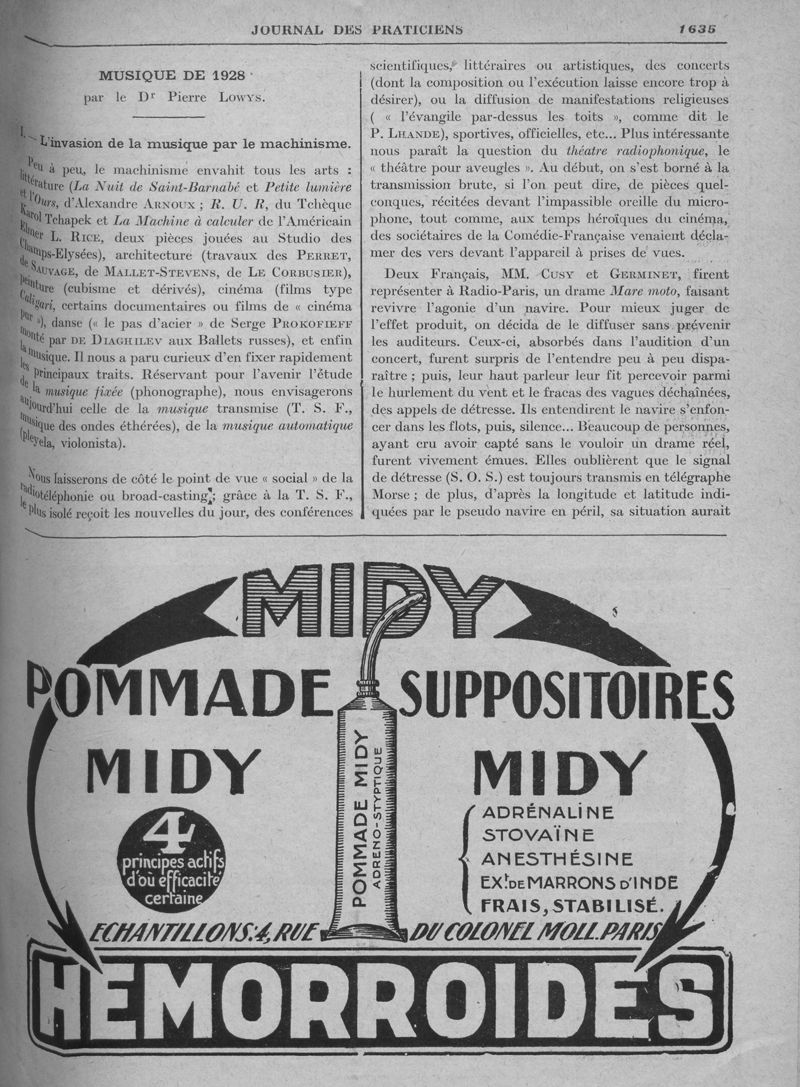 JOURNAL DES PRATICIENS 1635
MUSIQUE DE 1928
par le Dr Pierre Lowys.
I. — L'invasion de la musique par le machinisme.
Peu à peu, le machinisme envahit tous les arts :
littérature (La Nuit de Saint-Barnabé et Petite lumière
et l'Ours, d'Alexandre Arnoux ; R. U. R, du Tchèque
Karol Tchapek et La Machine à calculer de l'Américain
Elmer L. Rice, deux pièces jouées au Studio des
Champs-Elysées), architecture (travaux des Perret,
de Sauvage, de Mallet-Stevens, de Le Corbusier),
peinture (cubisme et dérivés), cinéma (films type
Caligari, certains documentaires ou films de « cinéma
pur »), danse (« le pas d'acier » de Serge Prokofieff
monté par de Diaghilev aux Ballets russes), et enfin
la musique. Il nous a paru curieux d'en fixer rapidement
les principaux traits. Réservant pour l'avenir l'étude
de la musique fixée (phonographe), nous envisagerons
aujourd'hui celle de la musique transmise (T. S. F.,
musique des ondes éthérées), de la musique automatique
(pleyela, violonista).
Nous laisserons de côté le point de vue « social » de la
radiotéléphonie ou broad-casting ; grâce à la T. S. F.,
le plus isolé reçoit les nouvelles du jour, des conférences
scientifiques, littéraires ou artistiques, des concerts
(dont la composition ou l'exécution laisse encore trop à
désirer), ou la diffusion de manifestations religieuses
( « l'évangile par-dessus les toits », comme dit le
P. Lhande), sportives, officielles, etc... Plus intéressante
nous paraît la question du théatre radiophonique, le
« théâtre pour aveugles ». Au début, on s'est borné à la
transmission brute, si l'on peut dire, de pièces quel-
conques, récitées devant l'impassible oreille du micro-
phone, tout comme, aux temps héroïques du cinéma,
des sociétaires de la Comédie-Française venaient décla-
mer des vers devant l'appareil à prises de vues.
Deux Français, MM. Cusy et Germinet, firent
représenter à Radio-Paris, un drame Mare moto, faisant
revivre l'agonie d'un navire. Pour mieux juger de
l'effet produit, on décida de le diffuser sans prévenir
les auditeurs. Ceux-ci, absorbés dans l'audition d'un
concert, furent surpris de l'entendre peu à peu dispa-
raître ; puis, leur haut parleur leur fit percevoir parmi
le hurlement du vent et le fracas des vagues déchaînées,
des appels de détresse. Ils entendirent le navire s'enfon-
cer dans les flots, puis, silence... Beaucoup de personnes,
ayant cru avoir capté sans le vouloir un drame réel,
furent vivement émues. Elles oublièrent que le signal
de détresse (S. O. S.) est toujours transmis en télégraphe
Morse ; de plus, d'après la longitude et latitude indi-
quées par le pseudo navire en péril, sa situation aurait
MIDY
POMMADE
MIDY
4
principes actifs
d'où efficacité
certaine
POMMADE MIDY
ADRENO-STYPTIQUE
SUPPOSITOIRES
MIDY
ADRÉNALINE
STOVAÏNE
ANESTHÉSINE
EXt. DE MARRONS D'INDE
FRAIS, STABILISÉ.
ECHANTILLONS: 4, RUE DU COLONEL MOLL. PARIS
HEMORROIDES